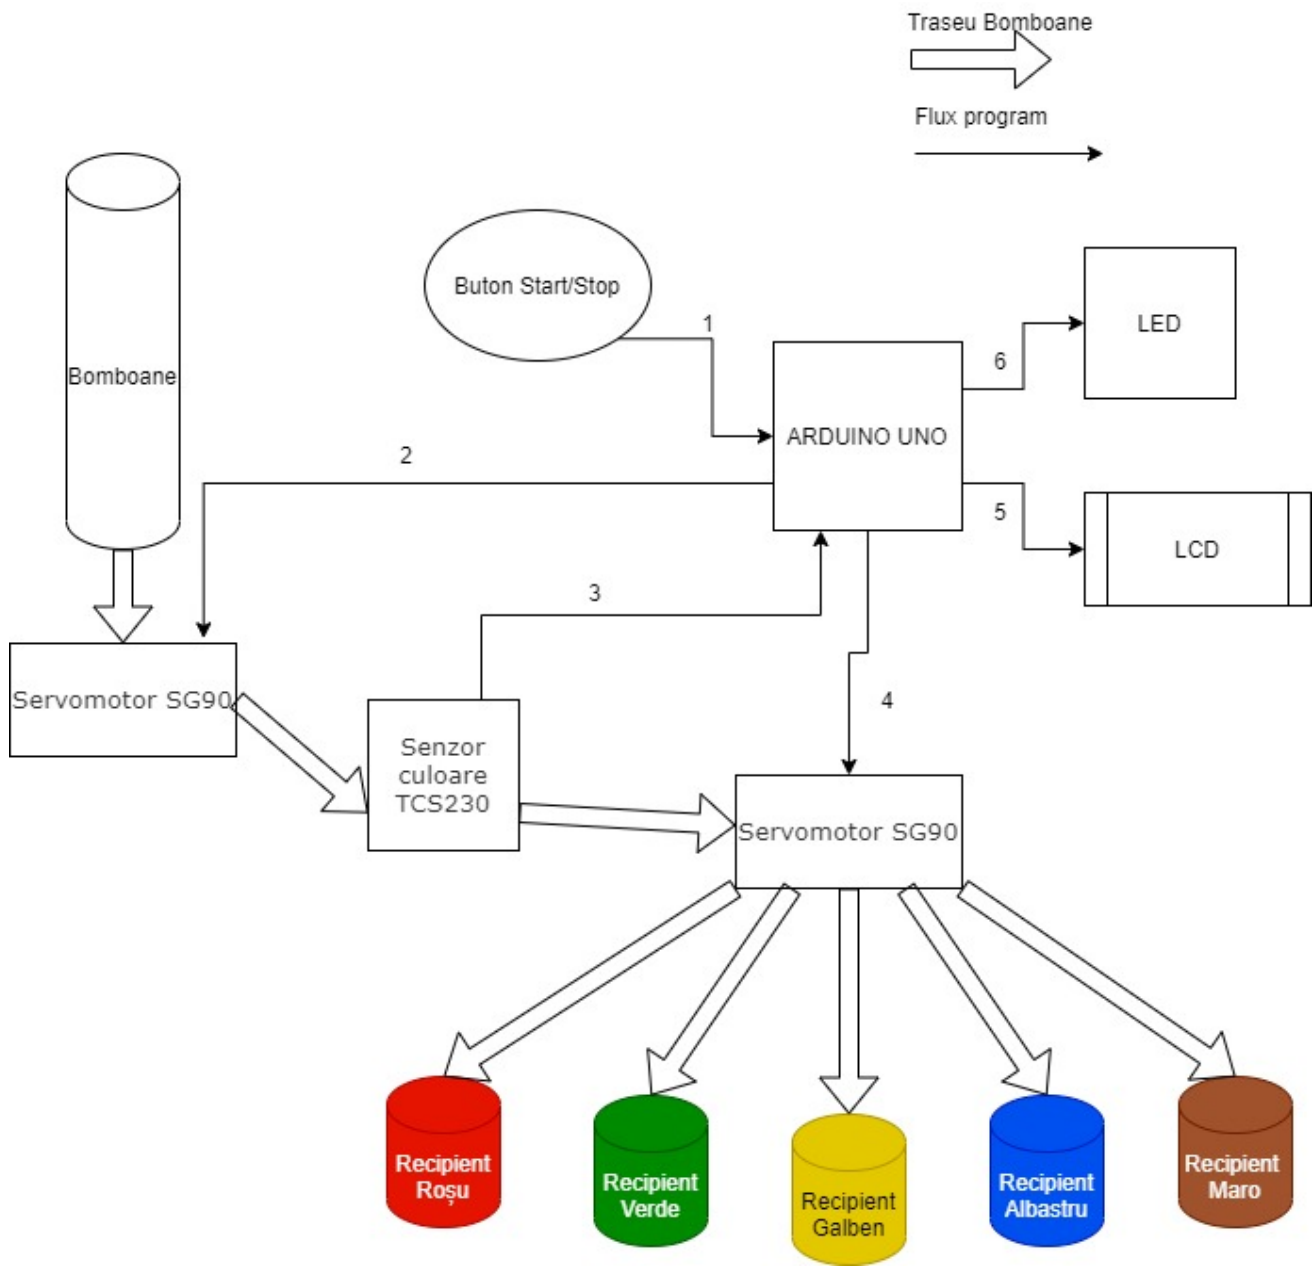 Traseu Bomboane
Flux program
Buton Start/Stop
1
6
LED
Bomboane
ARDUINO UNO
2
5
LCD
3
Servomotor SG90
4
Senzor
culoare
TCS230
Servomotor SG90
Recipient
Roșu
Recipient
Verde
Recipient
Galben
Recipient
Albastru
Recipient
Maro